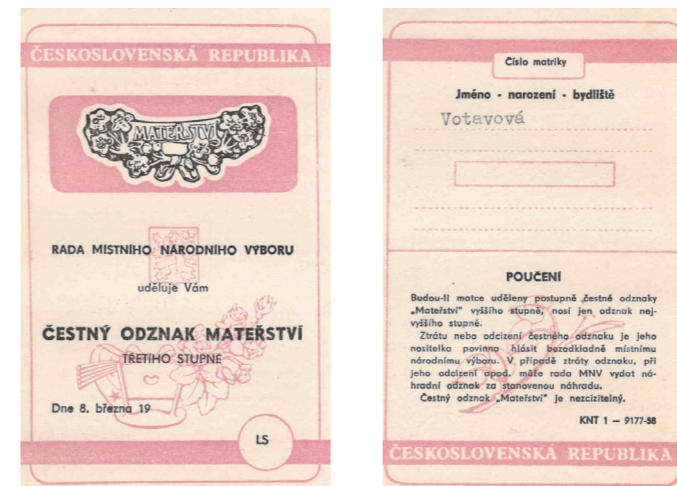 ČESKOSLOVENSKÁ REPUBLIKA
MATEŘSTVÍ
RADA MÍSTNÍHO NÁRODNÍHO VÝBORU
uděluje Vám
ČESTNÝ ODZNAK MATEŘSTVÍ
TŘETÍHO STUPNĚ
Dne 8. března 19
LS
Číslo matriky
Jméno - narození - bydliště
Votavová
POUČENÍ
Budou-li matce uděleny postupně čestné odznaky
„Mateřství" vyššího stupně, nosí jen odznak nej-
vyššího stupně.
Ztrátu nebo odcizení čestného odznaku je jeho
nositelka povinna hlásit bezodkladně místnímu
národnímu výboru. V případě ztráty odznaku, při
jeho odcizení apod. může rada MNV vydat ná-
hradní odznak za stanovenou náhradu.
Čestný odznak „Mateřství" je nezcizitelný.
KNT 1 — 9177-58
ČESKOSLOVENSKÁ REPUBLIKA